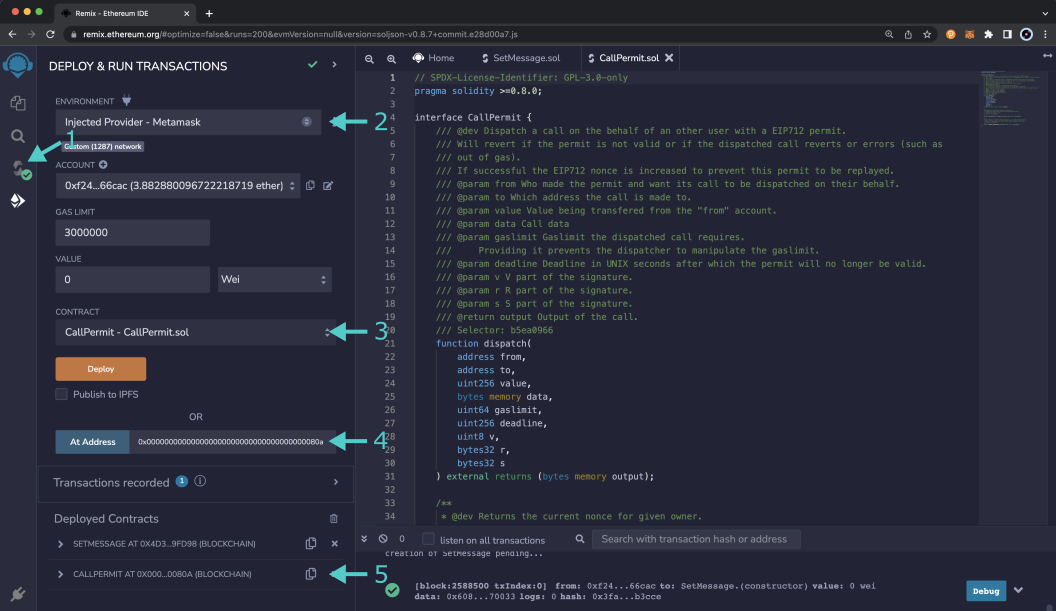 Remix - Ethereum IDE
remix.ethereum.org/#optimize=false&runs=200&evmVersion=null&version=soljson-v0.8.7+commit.e28d00a7.js
DEPLOY & RUN TRANSACTIONS
ENVIRONMENT
Injected Provider - Metamask
2
1
Custom (1287) network
ACCOUNT
0xf24...66cac (3.882880096722218719 ether)
GAS LIMIT
3000000
VALUE
0
Wei
CONTRACT
CallPermit - CallPermit.sol
3
Deploy
Publish to IPFS
OR
At Address
0x000000000000000000000000000000000000080a
4
Transactions recorded 1
Deployed Contracts
SETMESSAGE AT 0X4D3...9FD98 (BLOCKCHAIN)
CALLPERMIT AT 0X000...0080A (BLOCKCHAIN)
5
Home
SetMessage.sol
CallPermit.sol
1 // SPDX-License-Identifier: GPL-3.0-only
2 pragma solidity >=0.8.0;
3
4 interface CallPermit {
5 /// @dev Dispatch a call on the behalf of an other user with a EIP712 permit.
6 /// Will revert if the permit is not valid or if the dispatched call reverts or errors (such as
7 /// out of gas).
8 /// If successful the EIP712 nonce is increased to prevent this permit to be replayed.
9 /// @param from Who made the permit and want its call to be dispatched on their behalf.
10 /// @param to Which address the call is made to.
11 /// @param value Value being transfered from the "from" account.
12 /// @param data Call data
13 /// @param gaslimit Gaslimit the dispatched call requires.
14 /// Providing it prevents the dispatcher to manipulate the gaslimit.
15 /// @param deadline Deadline in UNIX seconds after which the permit will no longer be valid.
16 /// @param v V part of the signature.
17 /// @param r R part of the signature.
18 /// @param s S part of the signature.
19 /// @return output Output of the call.
20 /// Selector: b5ea0966
21 function dispatch(
22 address from,
23 address to,
24 uint256 value,
25 bytes memory data,
26 uint64 gaslimit,
27 uint256 deadline,
28 uint8 v,
29 bytes32 r,
30 bytes32 s
31 ) external returns (bytes memory output);
32
33 /**
34 * @dev Returns the current nonce for given owner.
0
listen on all transactions
Search with transaction hash or address
creation of SetMessage pending...
[block:2588500 txIndex:0] from: 0xf24...66cac to: SetMessage.(constructor) value: 0 wei
data: 0x608...70033 logs: 0 hash: 0x3fa...b3cce
Debug